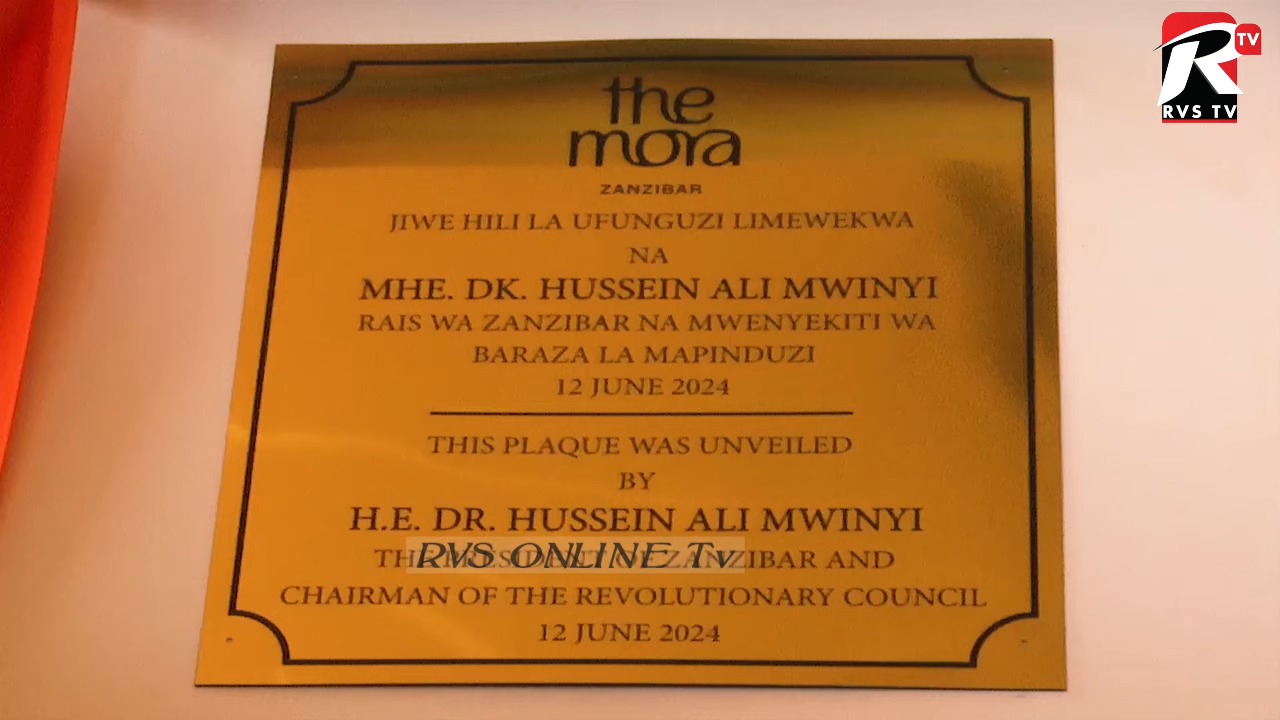 TV
RVS TV
the
mora
ZANZIBAR
JIWE HILI LA UFUNGUZI LIMEWEKWA
NA
MHE. DK. HUSSEIN ALI MWINYI
RAIS WA ZANZIBAR NA MWENYEKITI WA
BARAZA LA MAPINDUZI
12 JUNE 2024
THIS PLAQUE WAS UNVEILED
BY
H.E. DR. HUSSEIN ALI MWINYI
THE PRESIDENT OF ZANZIBAR AND
RVS ONLINE Tv
CHAIRMAN OF THE REVOLUTIONARY COUNCIL
12 JUNE 2024